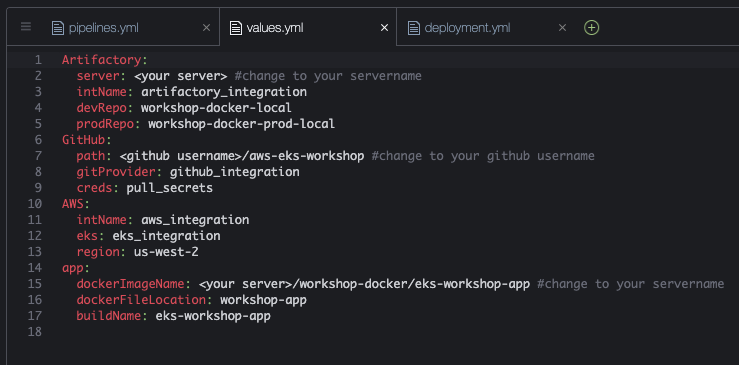 pipelines.yml × values.yml × deployment.yml ×
1 Artifactory:
2   server: <your server> #change to your servername
3   intName: artifactory_integration
4   devRepo: workshop-docker-local
5   prodRepo: workshop-docker-prod-local
6 GitHub:
7   path: <github username>/aws-eks-workshop #change to your github username
8   gitProvider: github_integration
9   creds: pull_secrets
10 AWS:
11   intName: aws_integration
12   eks: eks_integration
13   region: us-west-2
14 app:
15   dockerImageName: <your server>/workshop-docker/eks-workshop-app #change to your servername
16   dockerFileLocation: workshop-app
17   buildName: eks-workshop-app
18